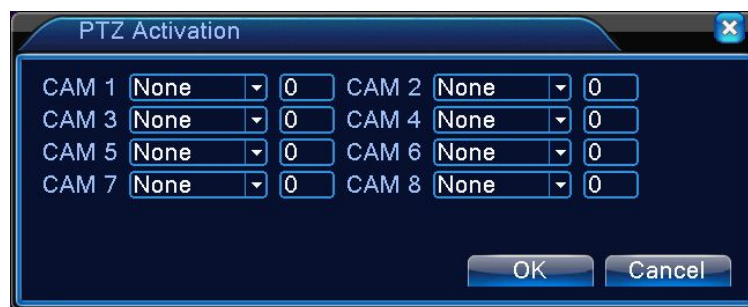 PTZ Activation
CAM 1 None 0 CAM 2 None 0
CAM 3 None 0 CAM 4 None 0
CAM 5 None 0 CAM 6 None 0
CAM 7 None 0 CAM 8 None 0
OK Cancel